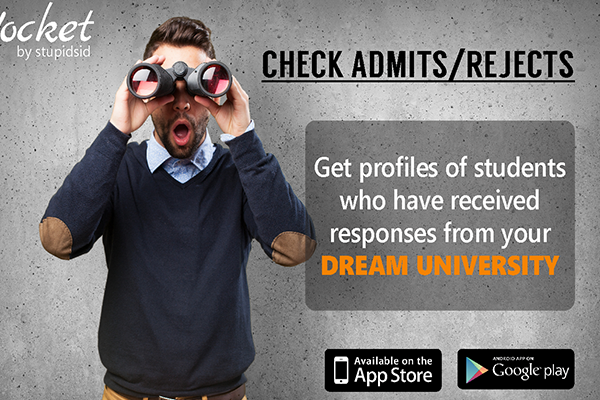 Yocket
by stupidsid
CHECK ADMITS/REJECTS
Get profiles of students
who have received
responses from your
DREAM UNIVERSITY
Available on the
App Store
ANDROID APP ON
Google play